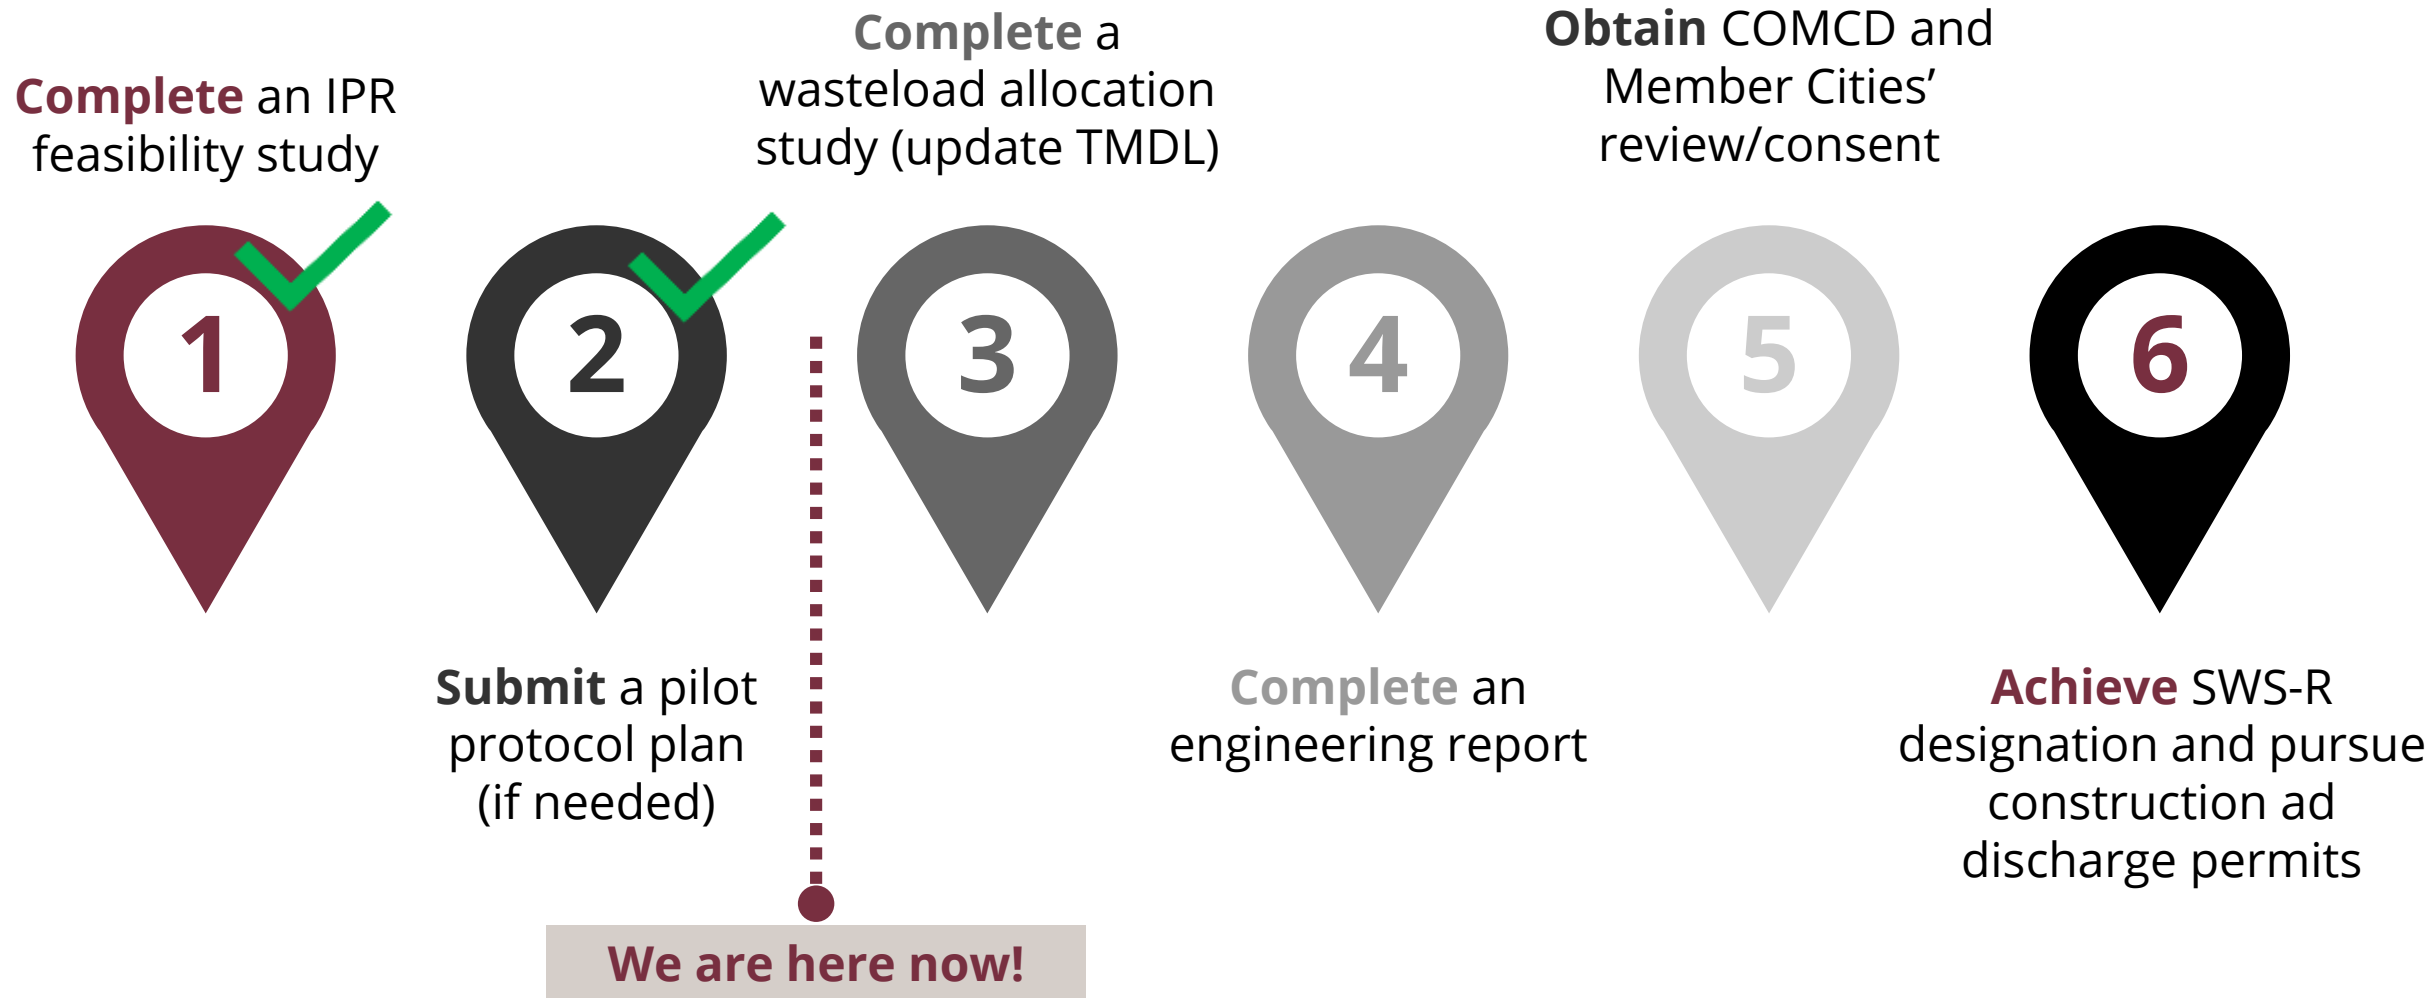 Complete an IPR
feasibility study
1
Submit a pilot
protocol plan
(if needed)
2
Complete a
wasteload allocation
study (update TMDL)
3
Complete an
engineering report
4
Obtain COMCD and
Member Cities’
review/consent
5
Achieve SWS-R
designation and pursue
construction ad
discharge permits
6
We are here now!